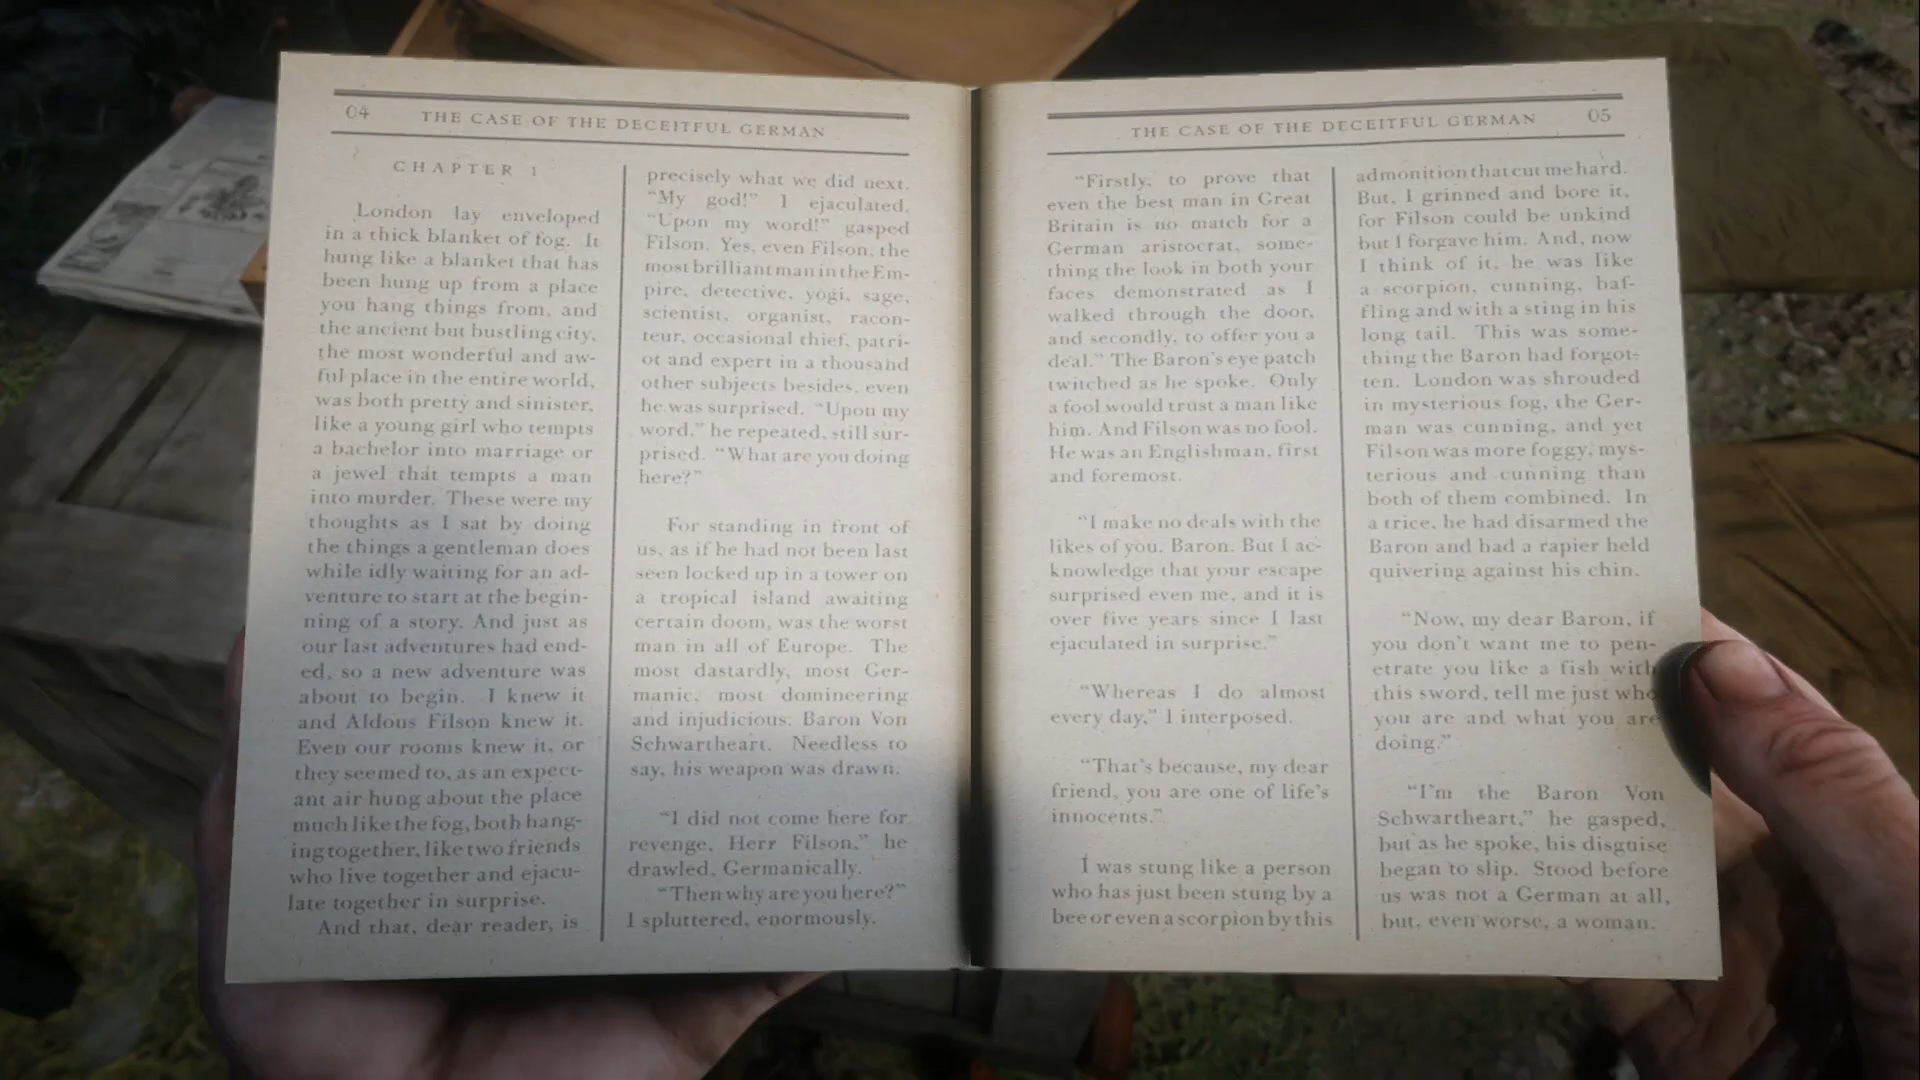 04
THE CASE OF THE DECEITFUL GERMAN
CHAPTER 1
London lay enveloped
in a thick blanket of fog. It
hung like a blanket that has
been hung up from a place
you hang things from, and
the ancient but bustling city,
the most wonderful and aw-
ful place in the entire world,
was both pretty and sinister,
like a young girl who tempts
a bachelor into marriage or
a jewel that tempts a man
into murder. These were my
thoughts as I sat by doing
the things a gentleman does
while idly waiting for an ad-
venture to start at the begin-
ning of a story. And just as
our last adventures had end-
ed, so a new adventure was
about to begin. I knew it
and Aldous Filson knew it.
Even our rooms knew it, or
they seemed to, as an expect-
ant air hung about the place
much like the fog, both hang-
ing together, like two friends
who live together and ejacu-
late together in surprise.
And that, dear reader, is
precisely what we did next.
"My god!" I ejaculated.
"Upon my word!" gasped
Filson. Yes, even Filson, the
most brilliant man in the Em-
pire, detective, yogi, sage,
scientist, organist, racon-
teur, occasional thief, patri-
ot and expert in a thousand
other subjects besides, even
he was surprised. "Upon my
word," he repeated, still sur-
prised. "What are you doing
here?"
For standing in front of
us, as if he had not been last
seen locked up in a tower on
a tropical island awaiting
certain doom, was the worst
man in all of Europe. The
most dastardly, most Ger-
manic, most domineering
and injudicious, Baron Von
Schwartheart. Needless to
say, his weapon was drawn.
"I did not come here for
revenge, Herr Filson," he
drawled, Germanically.
"Then why are you here?"
I spluttered, enormously.
THE CASE OF THE DECEITFUL GERMAN
05
"Firstly, to prove that
even the best man in Great
Britain is no match for a
German aristocrat, some-
thing the look in both your
faces demonstrated as I
walked through the door,
and secondly, to offer you a
deal." The Baron's eye patch
twitched as he spoke. Only
a fool would trust a man like
him. And Filson was no fool.
He was an Englishman, first
and foremost.
"I make no deals with the
likes of you, Baron. But I ac-
knowledge that your escape
surprised even me, and it is
over five years since I last
ejaculated in surprise."
"Whereas I do almost
every day," I interposed.
"That's because, my dear
friend, you are one of life's
innocents."
I was stung like a person
who has just been stung by a
bee or even a scorpion by this
admonition that cut me hard.
But, I grinned and bore it,
for Filson could be unkind
but I forgave him. And, now
I think of it, he was like
a scorpion, cunning, baf-
fling and with a sting in his
long tail. This was some-
thing the Baron had forgot-
ten. London was shrouded
in mysterious fog, the Ger-
man was cunning, and yet
Filson was more foggy, mys-
terious and cunning than
both of them combined. In
a trice, he had disarmed the
Baron and had a rapier held
quivering against his chin.
"Now, my dear Baron, if
you don't want me to pen-
etrate you like a fish with
this sword, tell me just who
you are and what you are
doing."
"I'm the Baron Von
Schwartheart," he gasped,
but as he spoke, his disguise
began to slip. Stood before
us was not a German at all,
but, even worse, a woman.